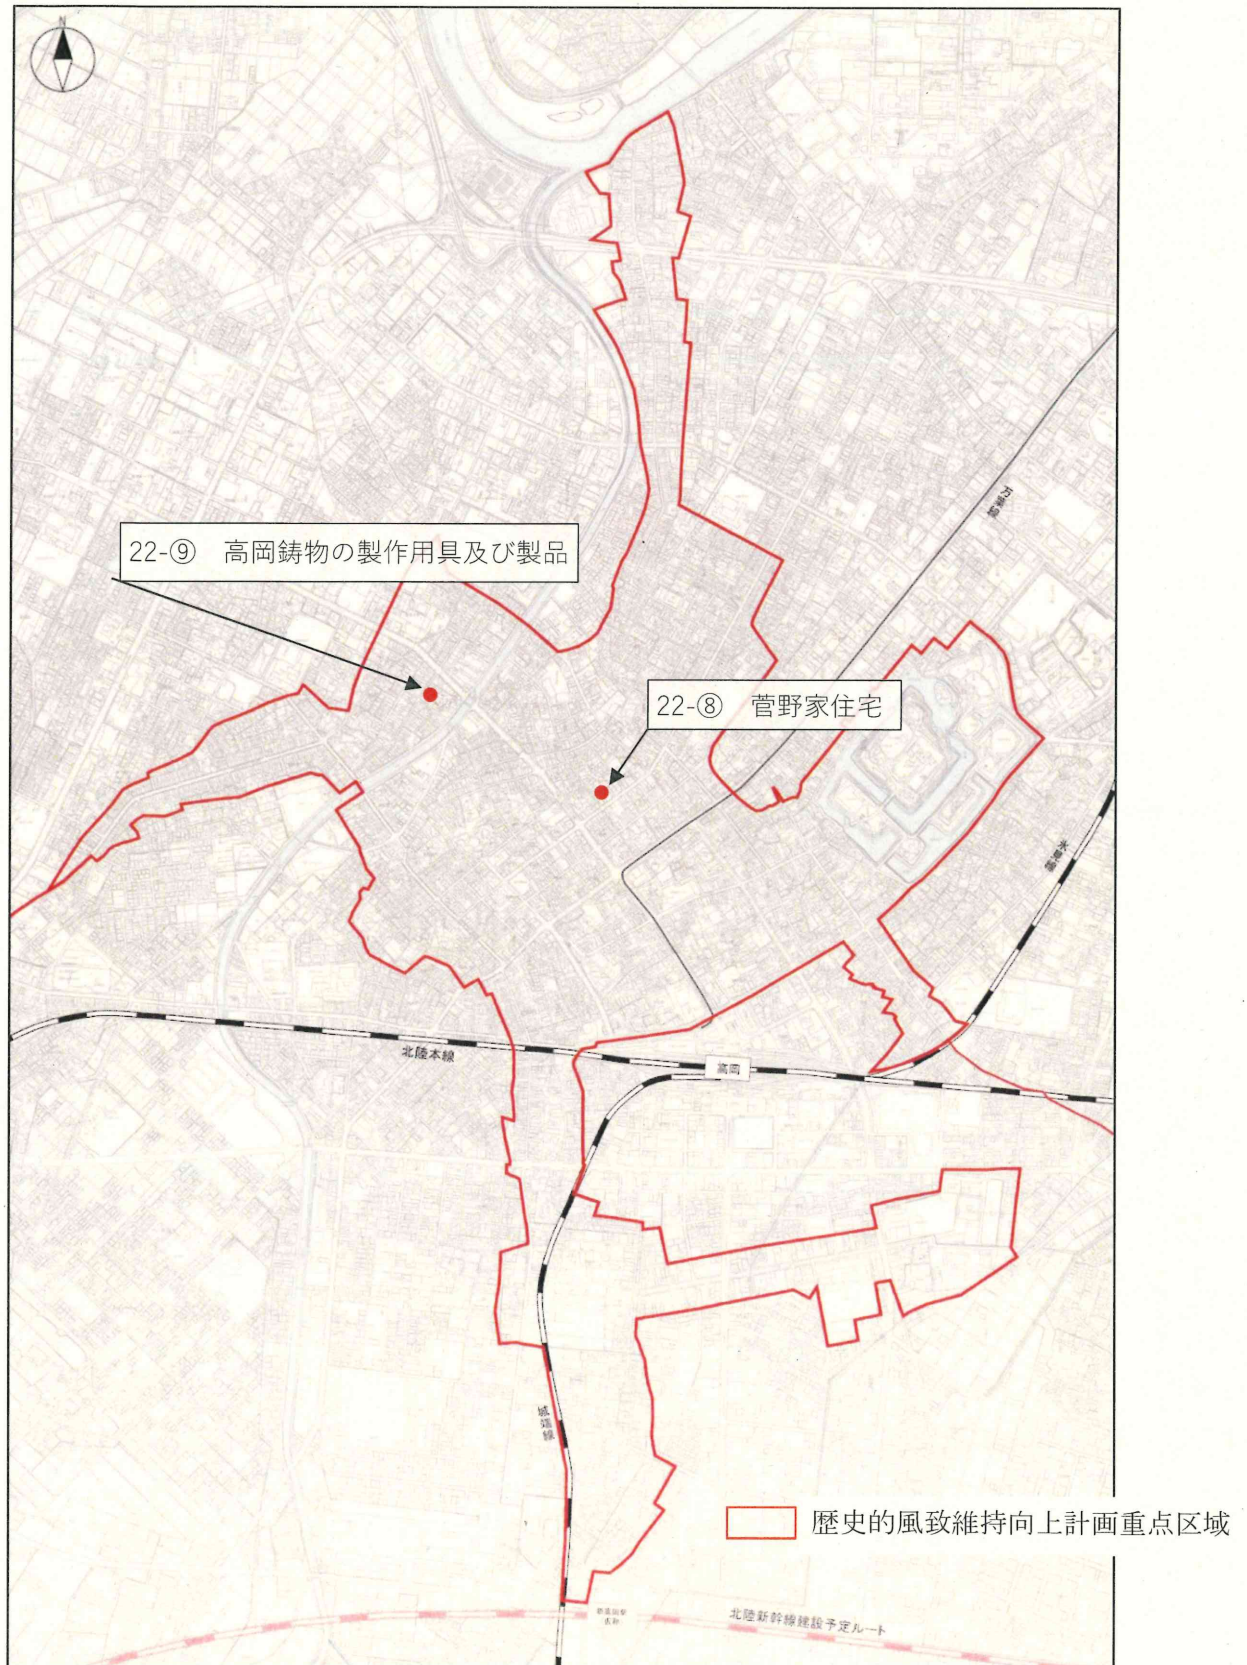 N
万葉線
22-⑨ 高岡鋳物の製作用具及び製品
22-⑧ 菅野家住宅
氷見線
北陸本線
高岡
城端線
歴史的風致維持向上計画重点区域
北陸新幹線建設予定ルート